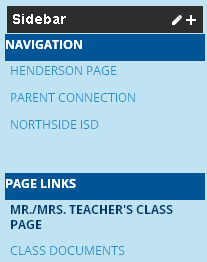 Sidebar
NAVIGATION
HENDERSON PAGE
PARENT CONNECTION
NORTHSIDE ISD
PAGE LINKS
MR./MRS. TEACHER'S CLASS
PAGE
CLASS DOCUMENTS